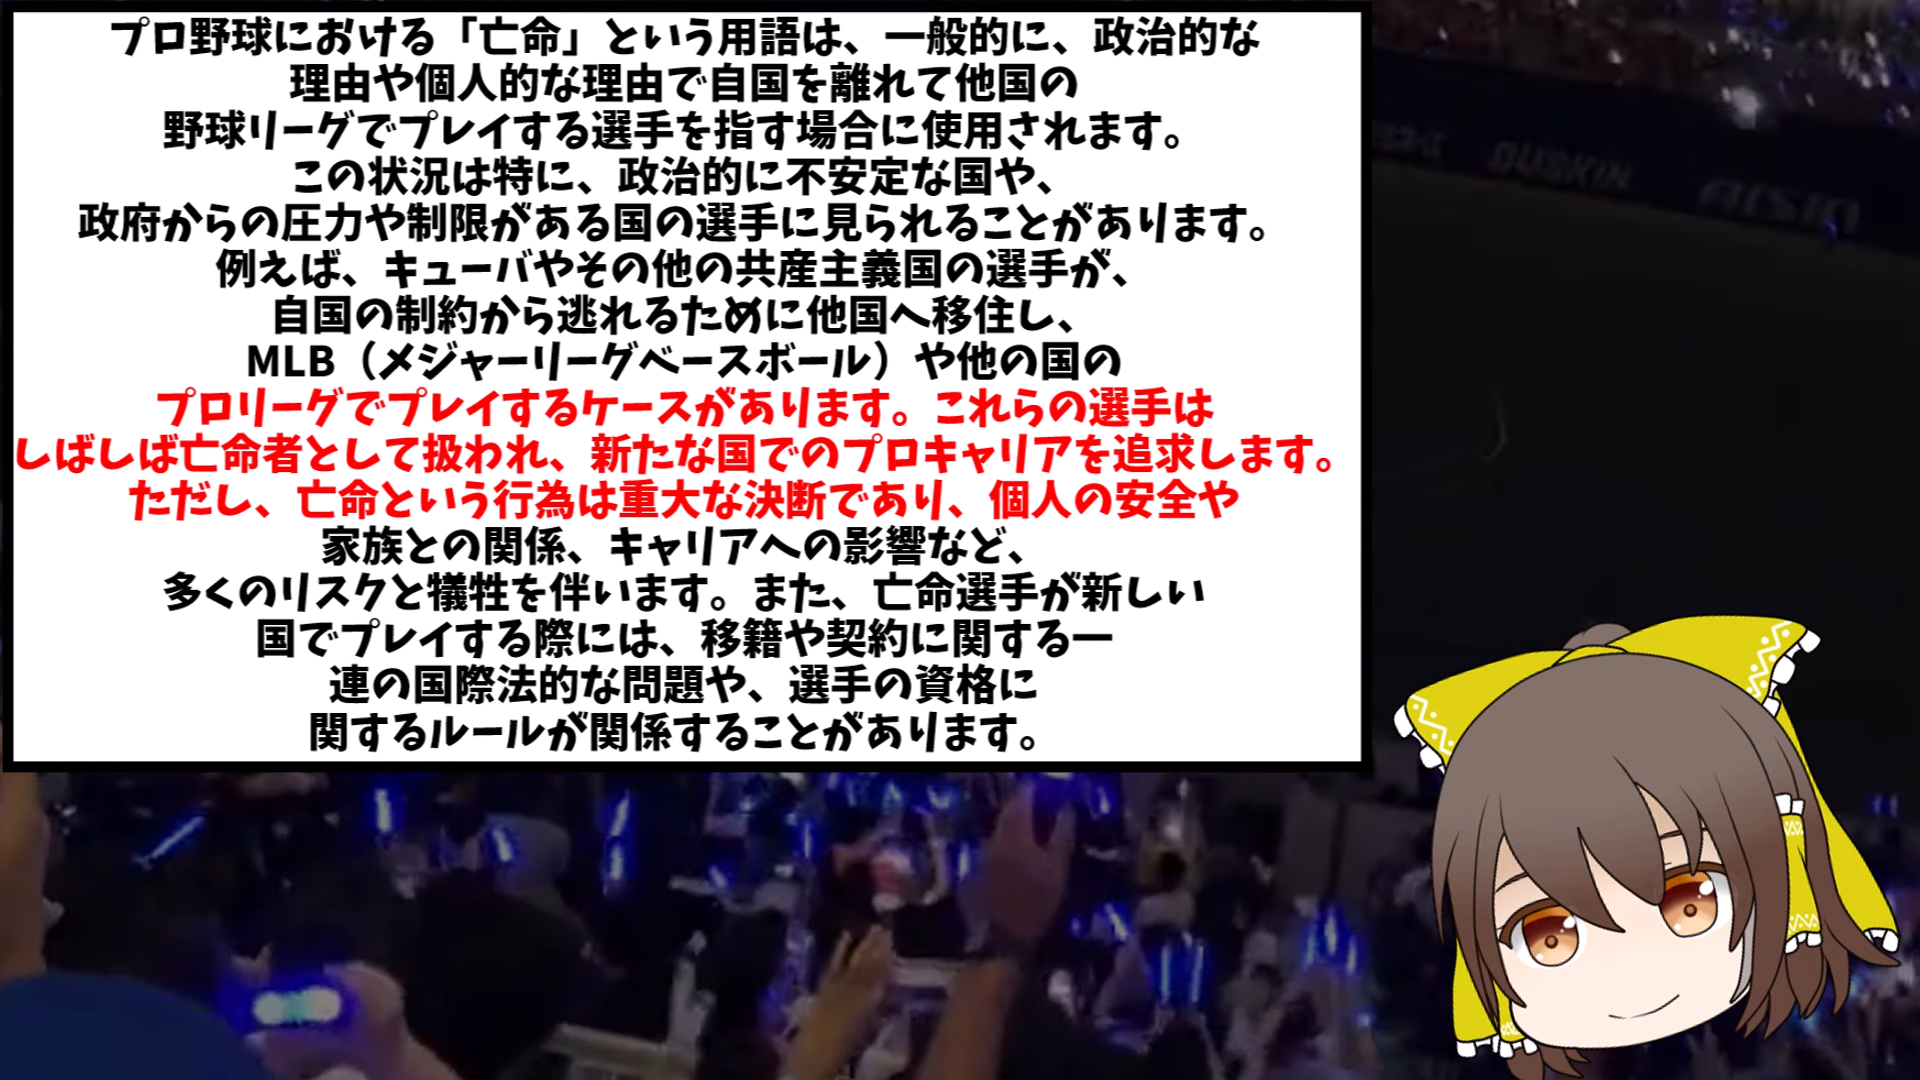 プロ野球における「亡命」という用語は、一般的に、政治的な
理由や個人的な理由で自国を離れて他国の
野球リーグでプレイする選手を指す場合に使用されます。
この状況は特に、政治的に不安定な国や、
政府からの圧力や制限がある国の選手に見られることがあります。
例えば、キューバやその他の共産主義国の選手が、
自国の制約から逃れるために他国へ移住し、
MLB（メジャーリーグベースボール）や他の国の
プロリーグでプレイするケースがあります。これらの選手は
しばしば亡命者として扱われ、新たな国でのプロキャリアを追求します。
ただし、亡命という行為は重大な決断であり、個人の安全や
家族との関係、キャリアへの影響など、
多くのリスクと犠牲を伴います。また、亡命選手が新しい
国でプレイする際には、移籍や契約に関する一
連の国際法的な問題や、選手の資格に
関するルールが関係することがあります。
DUSKIN
AISIN